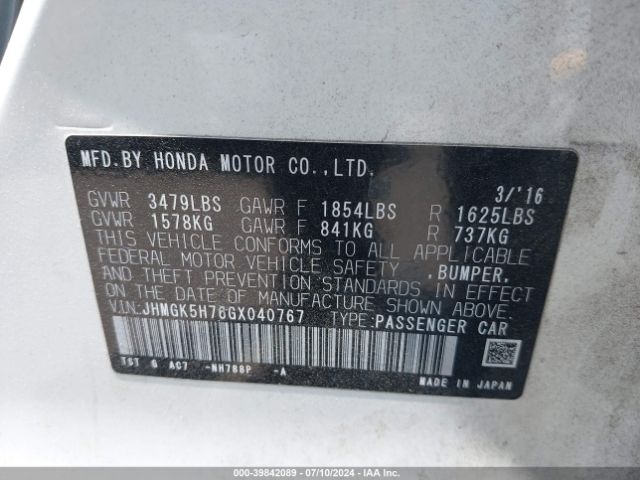 MFD.BY HONDA MOTOR CO.,LTD.
3/'16
GVWR 3479LBS GAWR F 1854LBS R 1625LBS
GVWR 1578KG GAWR F 841KG R 737KG
THIS VEHICLE CONFORMS TO ALL APPLICABLE
FEDERAL MOTOR VEHICLE SAFETY ,BUMPER,
AND THEFT PREVENTION STANDARDS IN EFFECT
ON THE DATE OF MANUFACTURE SHOWN ABOVE.
VIN:JHMGK5H76GX040767 TYPE:PASSENGER CAR
TST 6 AC7 -NH788P -A
MADE IN JAPAN
000-39842089 - 07/10/2024 - IAA Holdings, LLC